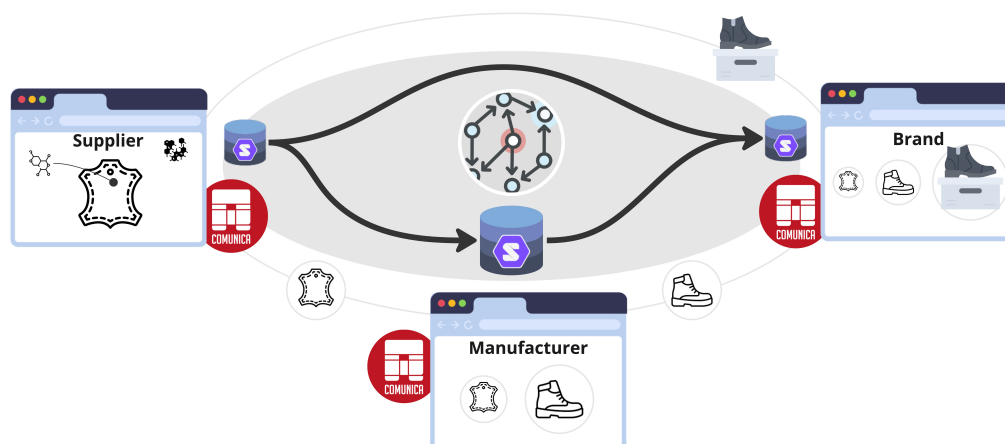 Supplier
Brand
S
S
S
COMUNICA
COMUNICA
Manufacturer
COMUNICA